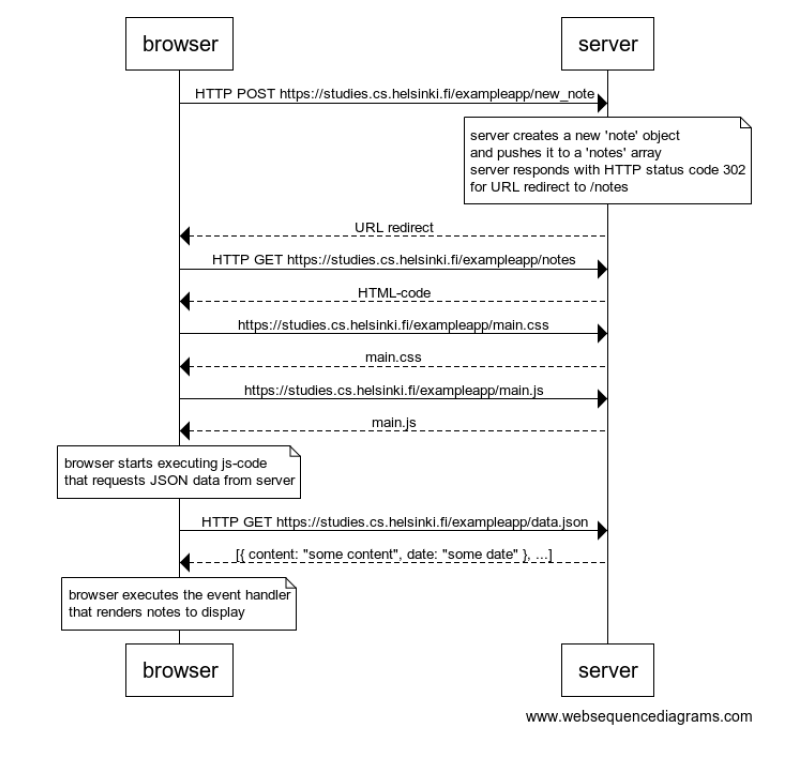 browser
server
HTTP POST https://studies.cs.helsinki.fi/exampleapp/new_note
server creates a new 'note' object
and pushes it to a 'notes' array
server responds with HTTP status code 302
for URL redirect to /notes
URL redirect
HTTP GET https://studies.cs.helsinki.fi/exampleapp/notes
HTML-code
https://studies.cs.helsinki.fi/exampleapp/main.css
main.css
https://studies.cs.helsinki.fi/exampleapp/main.js
main.js
browser starts executing js-code
that requests JSON data from server
HTTP GET https://studies.cs.helsinki.fi/exampleapp/data.json
[{ content: "some content", date: "some date" }, ...]
browser executes the event handler
that renders notes to display
browser
server
www.websequencediagrams.com